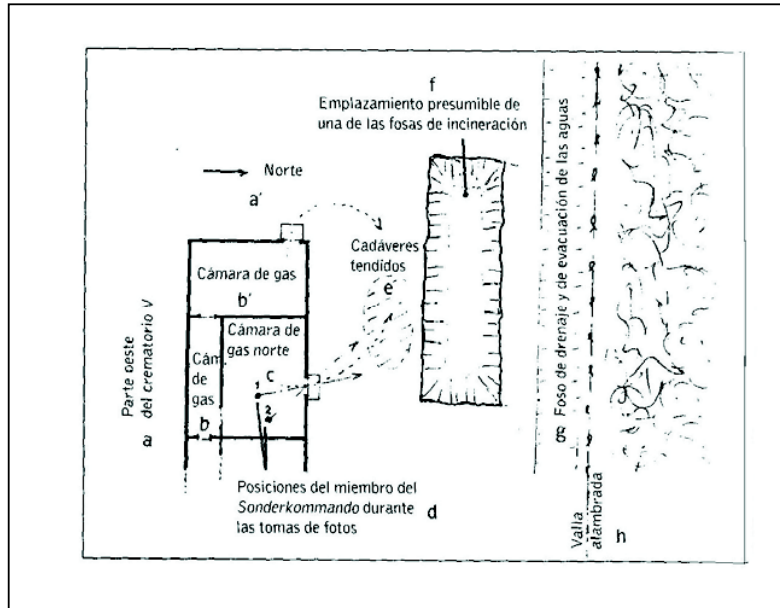 f
Emplazamiento presumible de
una de las fosas de incineración
Norte
a'
Cadáveres
tendidos
e
Cámara de gas
b'
Cámara de
gas norte
Cám.
de
gas
b
C
1
2
Parte oeste
del crematorio V
a
Posiciones del miembro del
Sonderkommando durante
las tomas de fotos
d
g Foso de drenaje y de evacuación de las aguas
Valla
alambrada
h